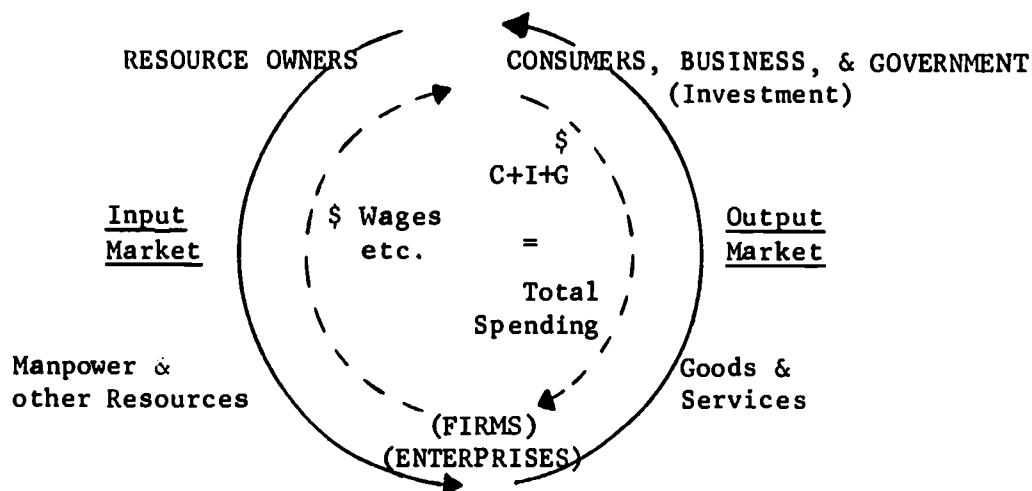 RESOURCE OWNERS
CONSUMERS, BUSINESS, & GOVERNMENT
(Investment)
$
C+I+G
Input
Market
$ Wages
etc.
=
Output
Market
Total
Spending
Manpower &
other Resources
Goods &
Services
(FIRMS)
(ENTERPRISES)